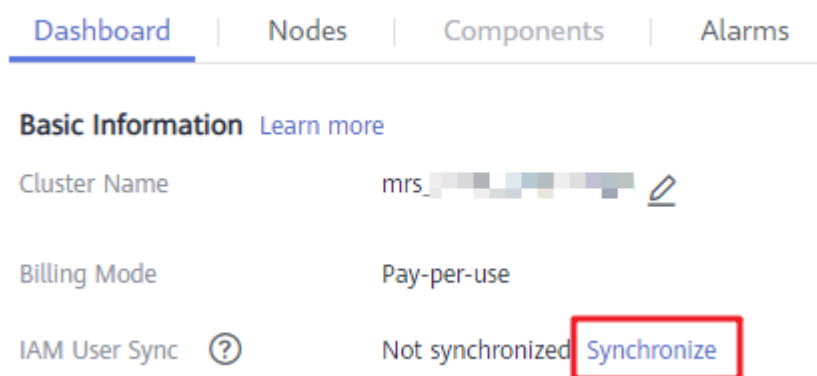 Dashboard Nodes Components Alarms
Basic Information Learn more
Cluster Name mrs_
Billing Mode Pay-per-use
IAM User Sync ? Not synchronized Synchronize